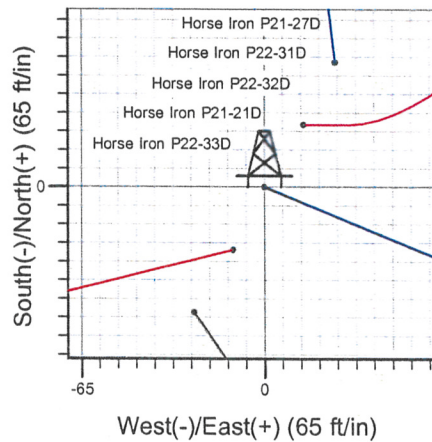 Horse Iron P21-27D
Horse Iron P22-31D
Horse Iron P22-32D
Horse Iron P21-21D
Horse Iron P22-33D
South(-)/North(+) (65 ft/in)
0
-65
0
West(-)/East(+) (65 ft/in)